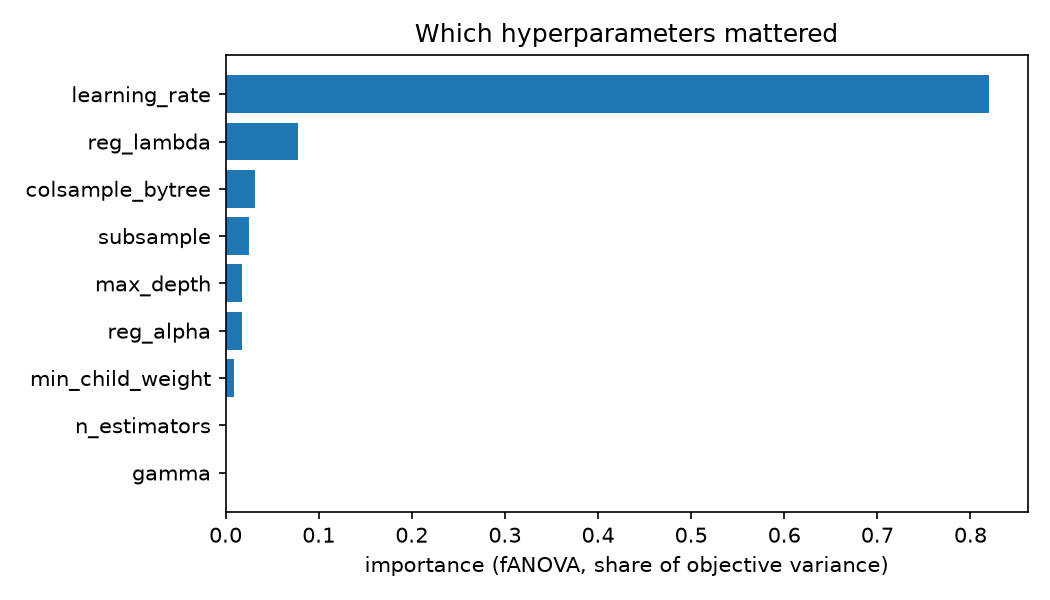 Which hyperparameters mattered
learning_rate
reg_lambda
colsample_bytree
subsample
max_depth
reg_alpha
min_child_weight
n_estimators
gamma
0.0 0.1 0.2 0.3 0.4 0.5 0.6 0.7 0.8
importance (fANOVA, share of objective variance)